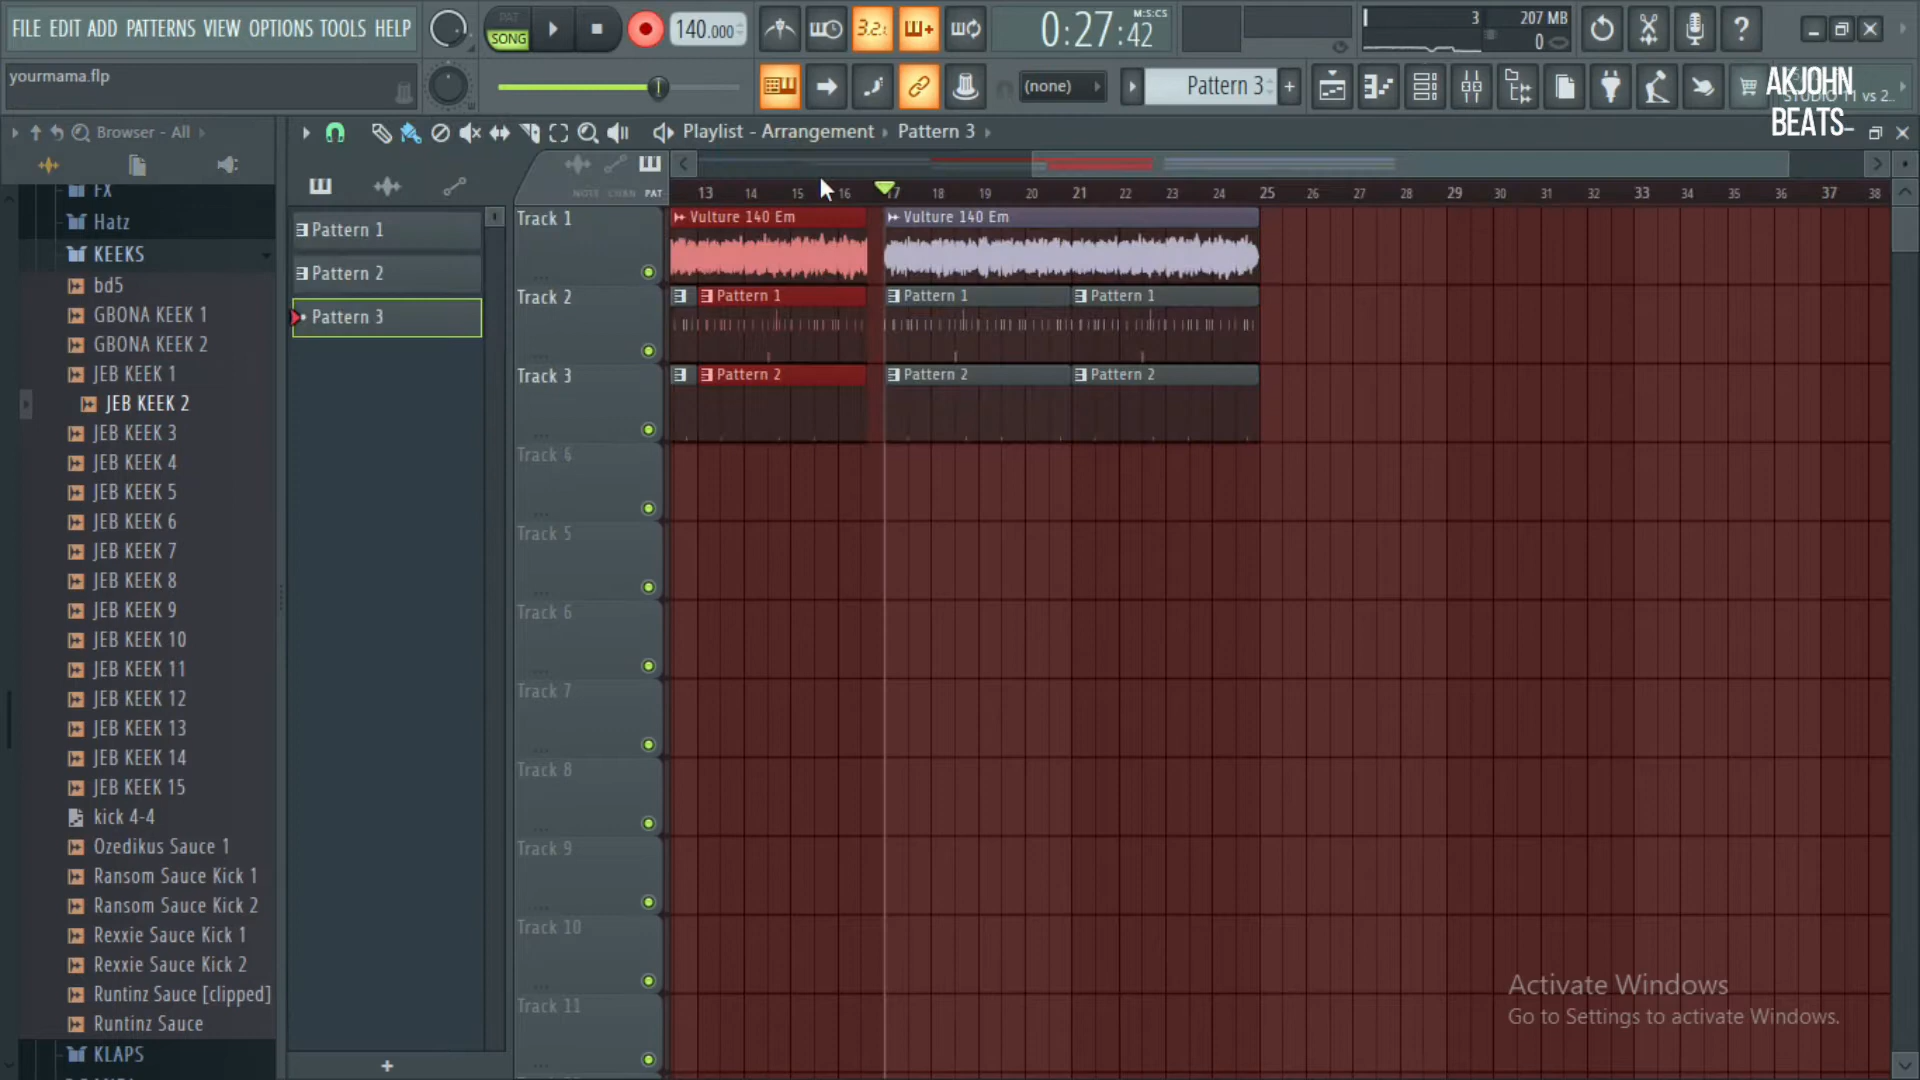 FILE EDIT ADD PATTERNS VIEW OPTIONS TOOLS HELP
yourmama.flp
PAT
SONG
140.000
3.2.
0:27:42
M:S:CS
3
207 MB
0
(none)
Pattern 3
AKJOHN
BEATS_
Browser - All
Playlist - Arrangement
Pattern 3
NOTE CHAN PAT
13 14 15 16 17 18 19 20 21 22 23 24 25 26 27 28 29 30 31 32 33 34 35 36 37 38
FX
Hatz
KEEKS
bd5
GBONA KEEK 1
GBONA KEEK 2
JEB KEEK 1
JEB KEEK 2
JEB KEEK 3
JEB KEEK 4
JEB KEEK 5
JEB KEEK 6
JEB KEEK 7
JEB KEEK 8
JEB KEEK 9
JEB KEEK 10
JEB KEEK 11
JEB KEEK 12
JEB KEEK 13
JEB KEEK 14
JEB KEEK 15
kick 4-4
Ozedikus Sauce 1
Ransom Sauce Kick 1
Ransom Sauce Kick 2
Rexxie Sauce Kick 1
Rexxie Sauce Kick 2
Runtinz Sauce [clipped]
Runtinz Sauce
KLAPS
Pattern 1
Pattern 2
Pattern 3
Track 1
Vulture 140 Em
Vulture 140 Em
Track 2
Pattern 1
Pattern 1
Pattern 1
Track 3
Pattern 2
Pattern 2
Pattern 2
Track 4
Track 5
Track 6
Track 7
Track 8
Track 9
Track 10
Track 11
Activate Windows
Go to Settings to activate Windows.